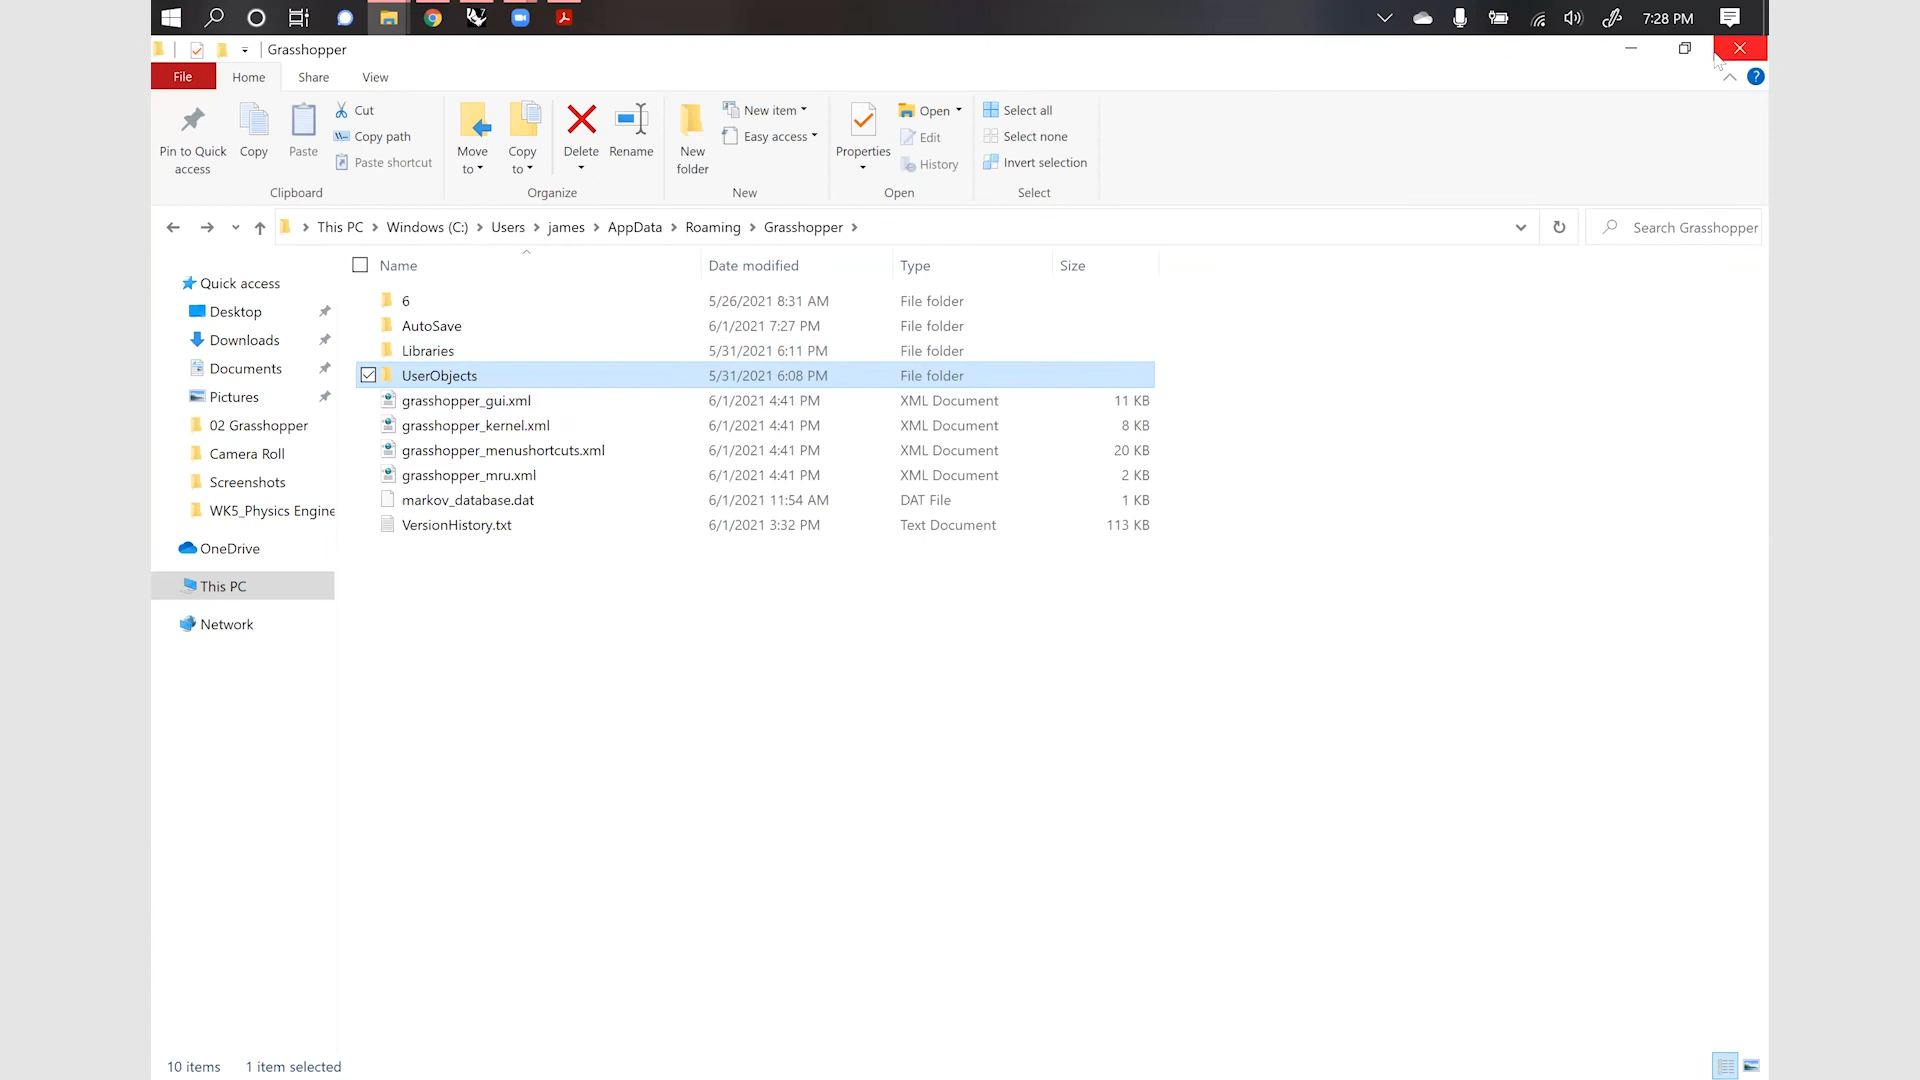 7:28 PM
Grasshopper
File Home Share View
Pin to Quick access
Copy
Paste
Cut
Copy path
Paste shortcut
Clipboard
Move to
Copy to
Delete
Rename
Organize
New folder
New item
Easy access
New
Properties
Open
Edit
History
Open
Select all
Select none
Invert selection
Select
This PC Windows (C:) Users james AppData Roaming Grasshopper
Search Grasshopper
Quick access
Desktop
Downloads
Documents
Pictures
02 Grasshopper
Camera Roll
Screenshots
WK5_Physics Engine
OneDrive
This PC
Network
Name Date modified Type Size
6 5/26/2021 8:31 AM File folder
AutoSave 6/1/2021 7:27 PM File folder
Libraries 5/31/2021 6:11 PM File folder
UserObjects 5/31/2021 6:08 PM File folder
grasshopper_gui.xml 6/1/2021 4:41 PM XML Document 11 KB
grasshopper_kernel.xml 6/1/2021 4:41 PM XML Document 8 KB
grasshopper_menushortcuts.xml 6/1/2021 4:41 PM XML Document 20 KB
grasshopper_mru.xml 6/1/2021 4:41 PM XML Document 2 KB
markov_database.dat 6/1/2021 11:54 AM DAT File 1 KB
VersionHistory.txt 6/1/2021 3:32 PM Text Document 113 KB
10 items 1 item selected